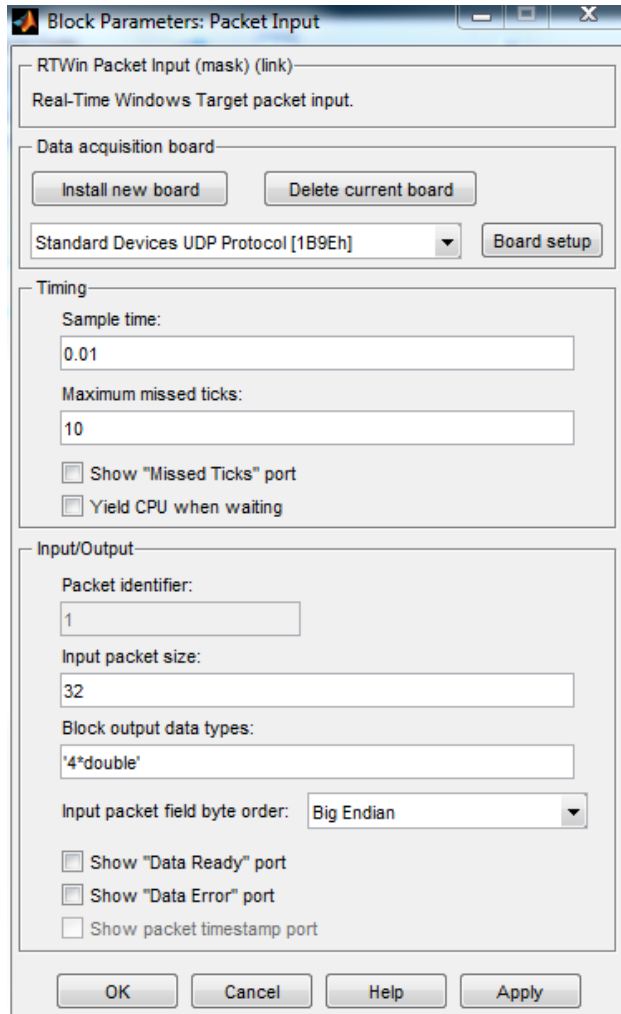 Block Parameters: Packet Input
RTWin Packet Input (mask) (link)
Real-Time Windows Target packet input.
Data acquisition board
Install new board Delete current board
Standard Devices UDP Protocol [1B9Eh] Board setup
Timing
Sample time:
0.01
Maximum missed ticks:
10
Show "Missed Ticks" port
Yield CPU when waiting
Input/Output
Packet identifier:
1
Input packet size:
32
Block output data types:
'4*double'
Input packet field byte order: Big Endian
Show "Data Ready" port
Show "Data Error" port
Show packet timestamp port
OK Cancel Help Apply